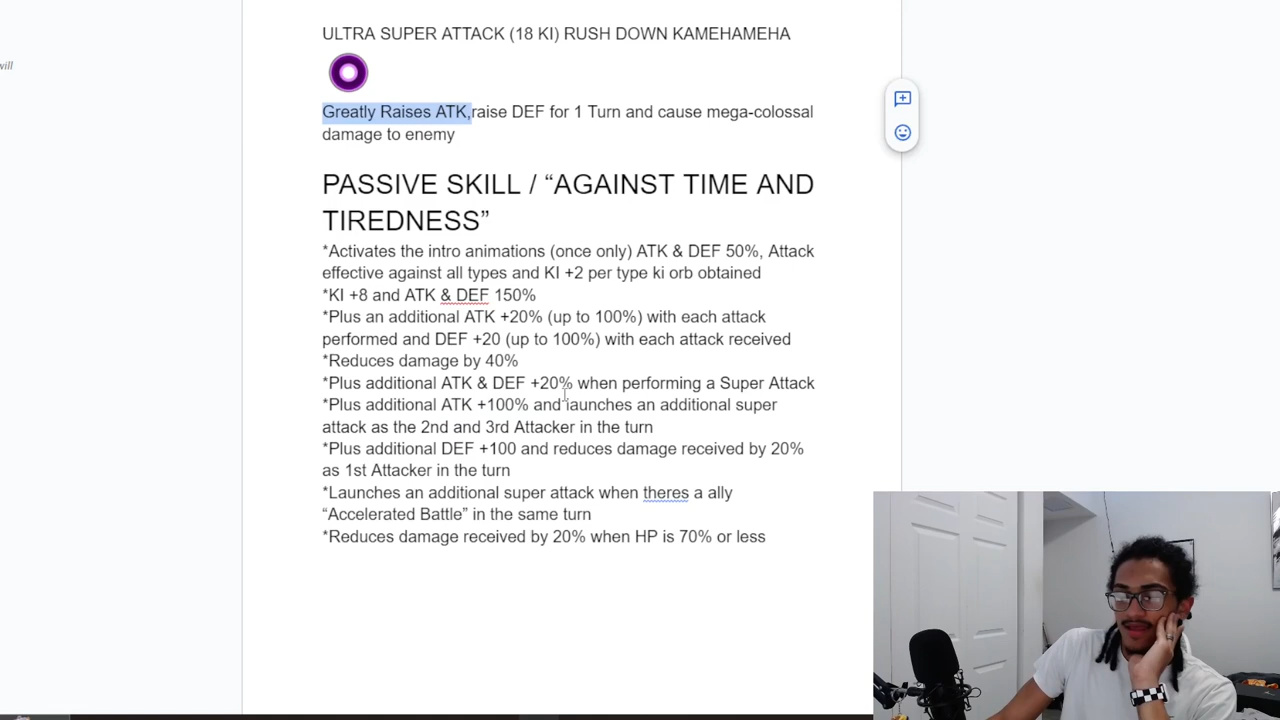 ULTRA SUPER ATTACK (18 KI) RUSH DOWN KAMEHAMEHA
will
Greatly Raises ATK,raise DEF for 1 Turn and cause mega-colossal
damage to enemy
PASSIVE SKILL / “AGAINST TIME AND
TIREDNESS”
*Activates the intro animations (once only) ATK & DEF 50%, Attack
effective against all types and KI +2 per type ki orb obtained
*KI +8 and ATK & DEF 150%
*Plus an additional ATK +20% (up to 100%) with each attack
performed and DEF +20 (up to 100%) with each attack received
*Reduces damage by 40%
*Plus additional ATK & DEF +20% when performing a Super Attack
*Plus additional ATK +100% and launches an additional super
attack as the 2nd and 3rd Attacker in the turn
*Plus additional DEF +100 and reduces damage received by 20%
as 1st Attacker in the turn
*Launches an additional super attack when theres a ally
“Accelerated Battle” in the same turn
*Reduces damage received by 20% when HP is 70% or less